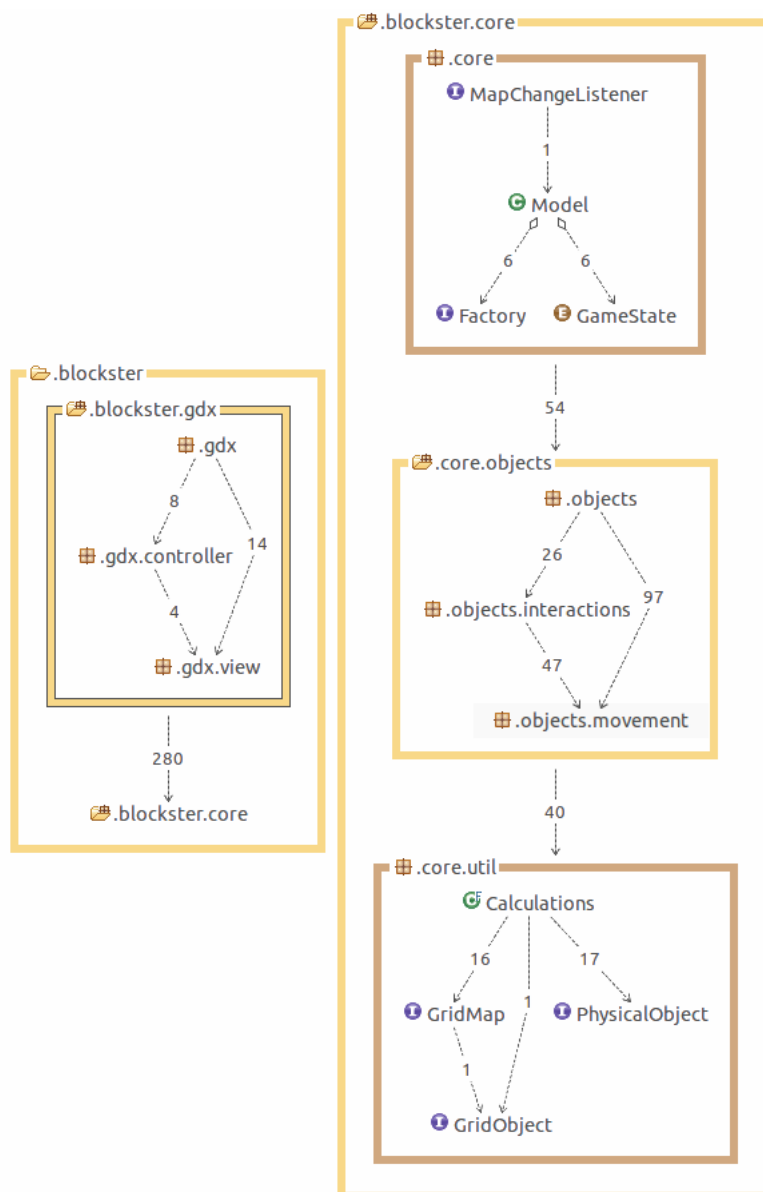 .blockster.core
.core
I MapChangeListener
1
C Model
6 6
I Factory E GameState
54
.core.objects
.objects
26
97
I .objects.interactions
47
.objects.movement
40
.core.util
C F Calculations
16 17
1
I GridMap I PhysicalObject
1
I GridObject
.blockster
.blockster.gdx
.gdx
8
14
.gdx.controller
4
.gdx.view
280
.blockster.core